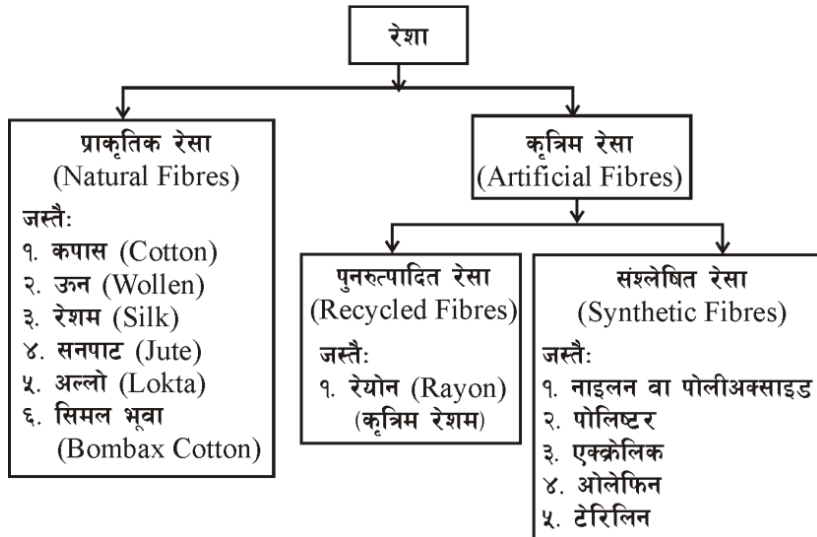 रेशा
प्राकृतिक रेसा
(Natural Fibres)
जस्तैः
१. कपास (Cotton)
२. ऊन (Wollen)
३. रेशम (Silk)
४. सनपाट (Jute)
५. अल्लो (Lokta)
६. सिमल भूवा
(Bombax Cotton)
कृत्रिम रेसा
(Artificial Fibres)
पुनरुत्पादित रेसा
(Recycled Fibres)
जस्तैः
१. रेयोन (Rayon)
(कृत्रिम रेशम)
संश्लेषित रेसा
(Synthetic Fibres)
जस्तैः
१. नाइलन वा पोलीअक्साइड
२. पोलिष्टर
३. एक्क्रेलिक
४. ओलेफिन
५. टेरिलिन